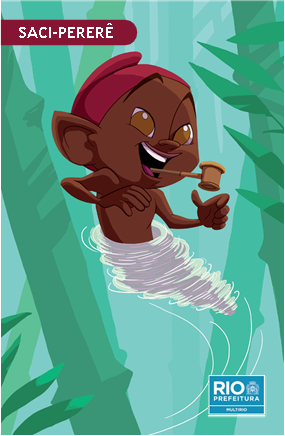 SACI-PERERÊ
RIO
PREFEITURA
MULTIRIO